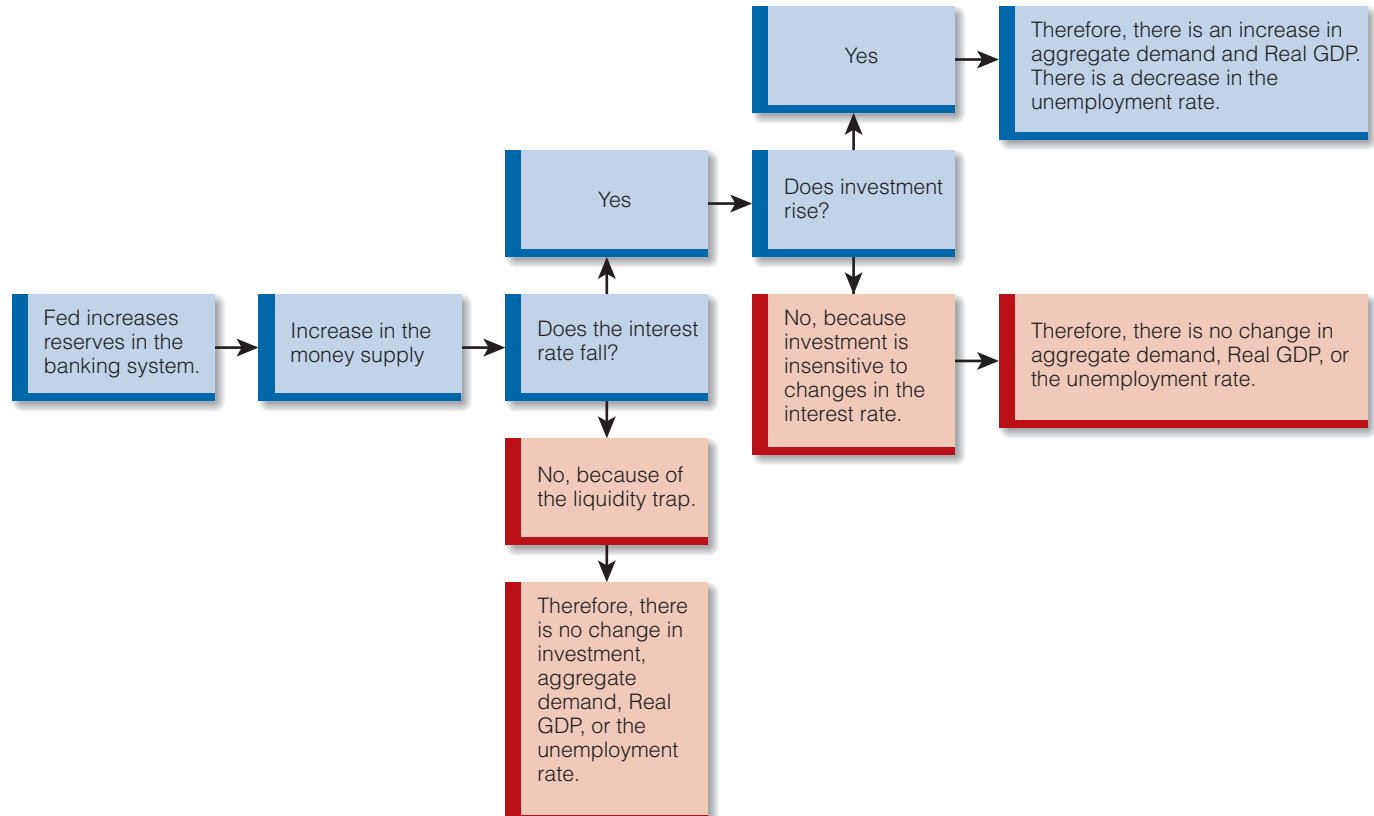 Fed increases
reserves in the
banking system.
Increase in the
money supply
Does the interest
rate fall?
Yes
Does investment
rise?
Yes
Therefore, there is an increase in
aggregate demand and Real GDP.
There is a decrease in the
unemployment rate.
No, because
investment is
insensitive to
changes in the
interest rate.
Therefore, there is no change in
aggregate demand, Real GDP, or
the unemployment rate.
No, because of
the liquidity trap.
Therefore, there
is no change in
investment,
aggregate
demand, Real
GDP, or the
unemployment
rate.